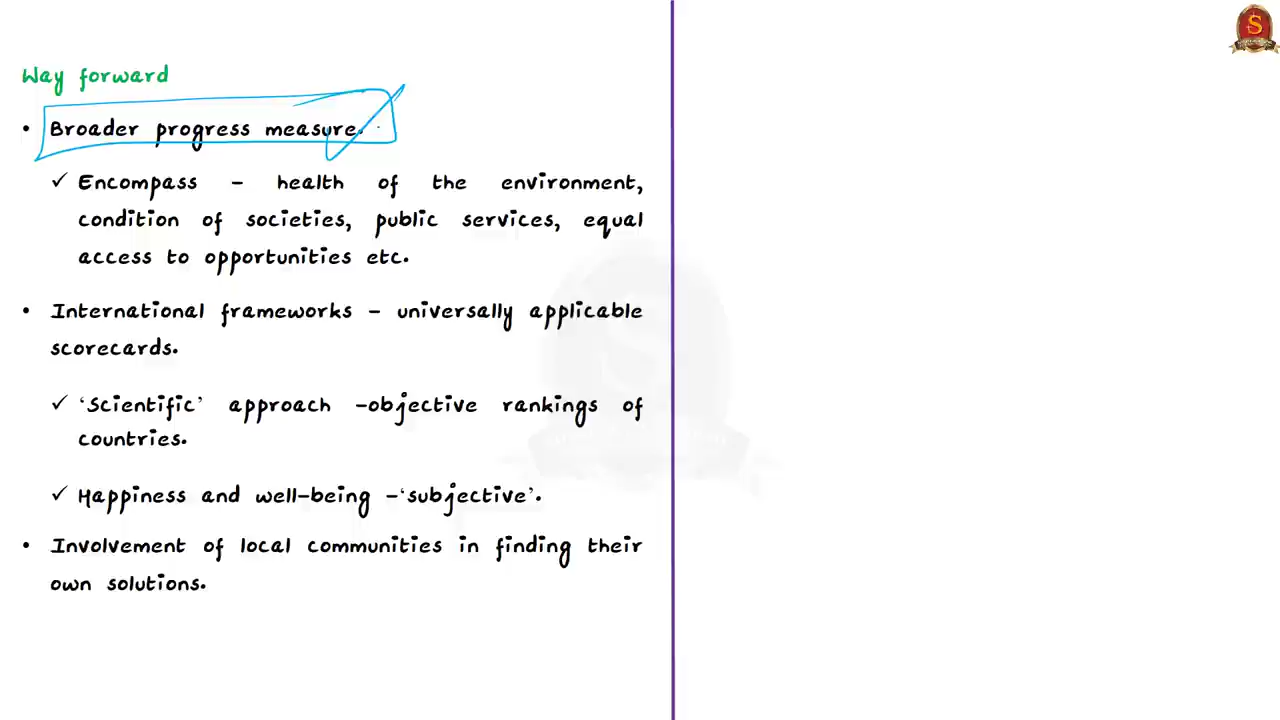 Way forward
• Broader progress measure.
✓ Encompass – health of the environment,
condition of societies, public services, equal
access to opportunities etc.
• International frameworks – universally applicable
scorecards.
✓ ‘Scientific’ approach –objective rankings of
countries.
✓ Happiness and well-being –‘subjective’.
• Involvement of local communities in finding their
own solutions.
S